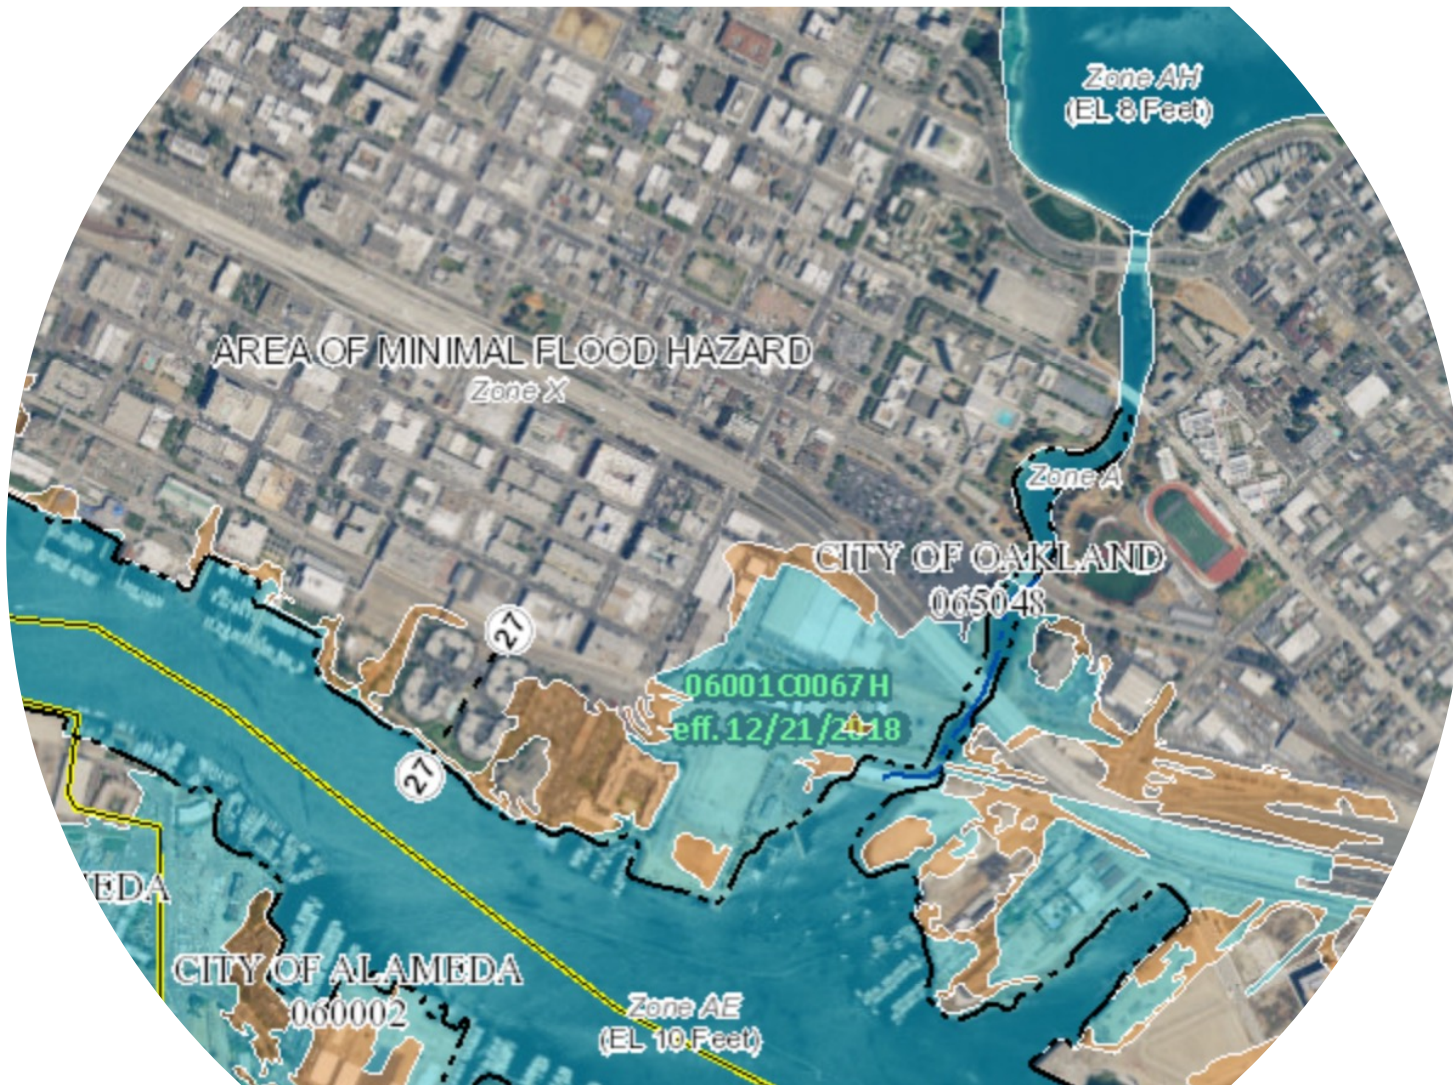 Zone AH
(EL 8 Feet)
AREA OF MINIMAL FLOOD HAZARD
Zone X
Zone A
CITY OF OAKLAND
065048
27
06001C0067H
eff. 12/21/2018
27
EDA
CITY OF ALAMEDA
060002
Zone AE
(EL 10 Feet)